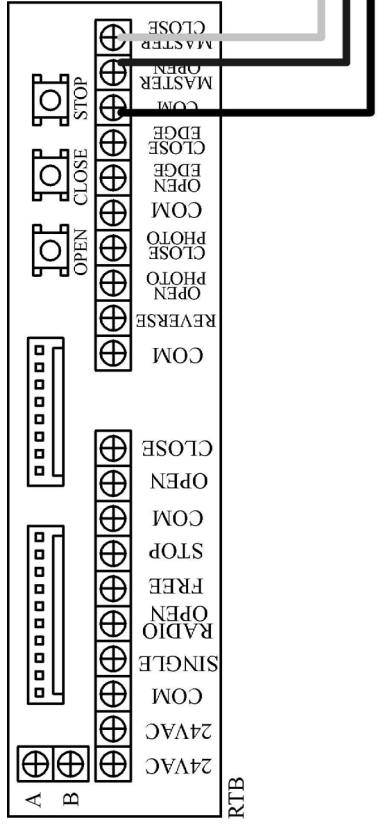 MASTER
CLOSE
MASTER
OPEN
COM
CLOSE
EDGE
OPEN
EDGE
COM
CLOSE
PHOTO
OPEN
PHOTO
REVERSE
COM
STOP
CLOSE
OPEN
CLOSE
OPEN
COM
STOP
FREE
RADIO
OPEN
SINGLE
COM
24VAC
24VAC
A
B
RTB